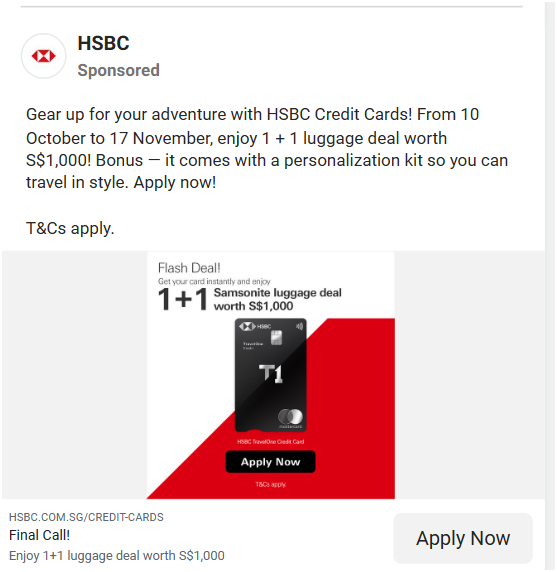 HSBC
Sponsored
Gear up for your adventure with HSBC Credit Cards! From 10
October to 17 November, enjoy 1 + 1 luggage deal worth
S$1,000! Bonus — it comes with a personalization kit so you can
travel in style. Apply now!
T&Cs apply.
Flash Deal!
Get your card instantly and enjoy
1+1 Samsonite luggage deal
worth S$1,000
HSBC
TravelOne
T1
HSBC TravelOne Credit Card
Apply Now
T&Cs apply.
HSBC.COM.SG/CREDIT-CARDS
Final Call!
Enjoy 1+1 luggage deal worth S$1,000
Apply Now